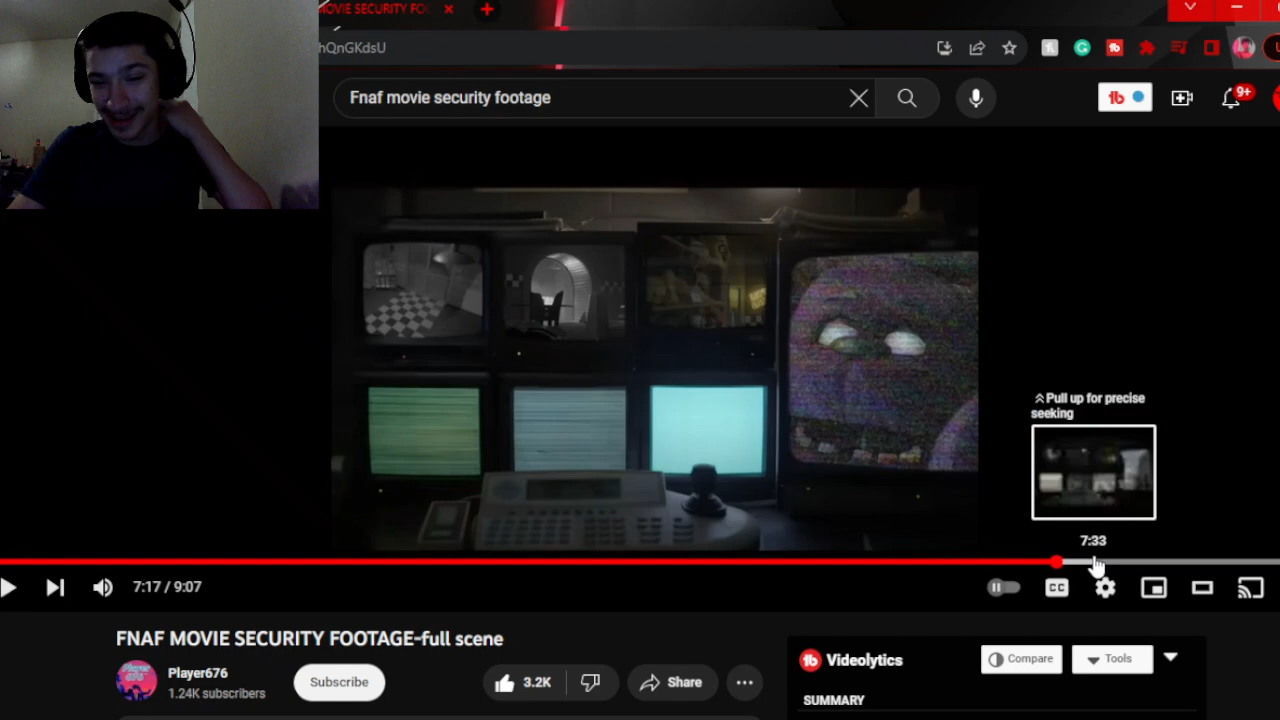 MOVIE SECURITY FOO
hQnGKdsU
Fnaf movie security footage
9+
Pull up for precise
seeking
7:33
7:17 / 9:07
CC
FNAF MOVIE SECURITY FOOTAGE-full scene
Player676
1.24K subscribers
Subscribe
3.2K
Share
Videolytics
Compare
Tools
SUMMARY